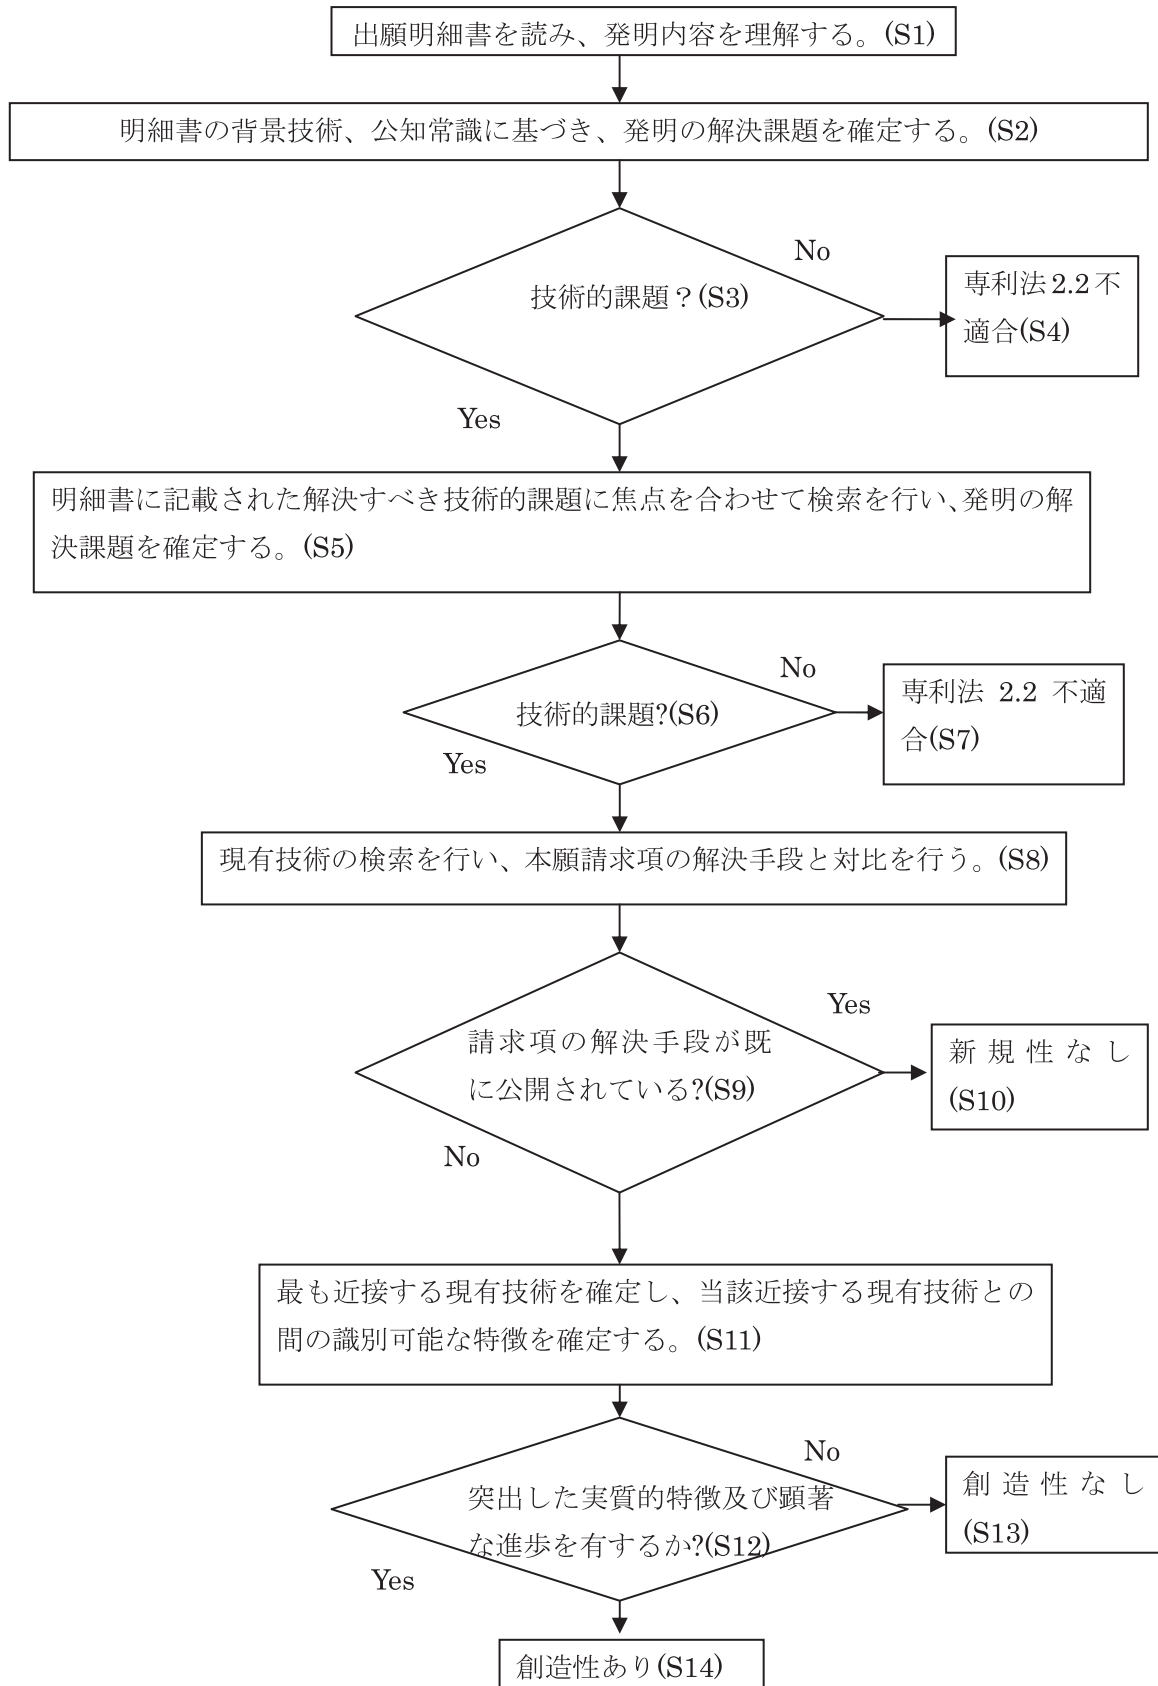 出願明細書を読み、発明内容を理解する。(S1)
明細書の背景技術、公知常識に基づき、発明の解決課題を確定する。(S2)
No
技術的課題？(S3)
専利法2.2不
適合(S4)
Yes
明細書に記載された解決すべき技術的課題に焦点を合わせて検索を行い、発明の解
決課題を確定する。(S5)
No
技術的課題?(S6)
専利法 2.2 不適
合(S7)
Yes
現有技術の検索を行い、本願請求項の解決手段と対比を行う。(S8)
Yes
請求項の解決手段が既
に公開されている?(S9)
新規性なし
(S10)
No
最も近接する現有技術を確定し、当該近接する現有技術との
間の識別可能な特徴を確定する。(S11)
No
突出した実質的特徴及び顕著
な進歩を有するか?(S12)
創造性なし
(S13)
Yes
創造性あり(S14)